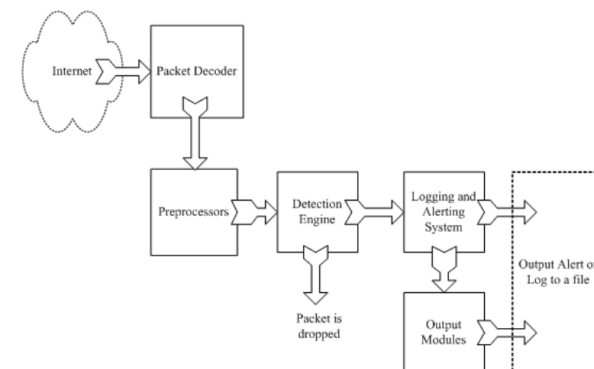 Internet
Packet Decoder
Preprocessors
Detection
Engine
Logging and
Alerting
System
Packet is
dropped
Output
Modules
Output Alert o
Log to a file